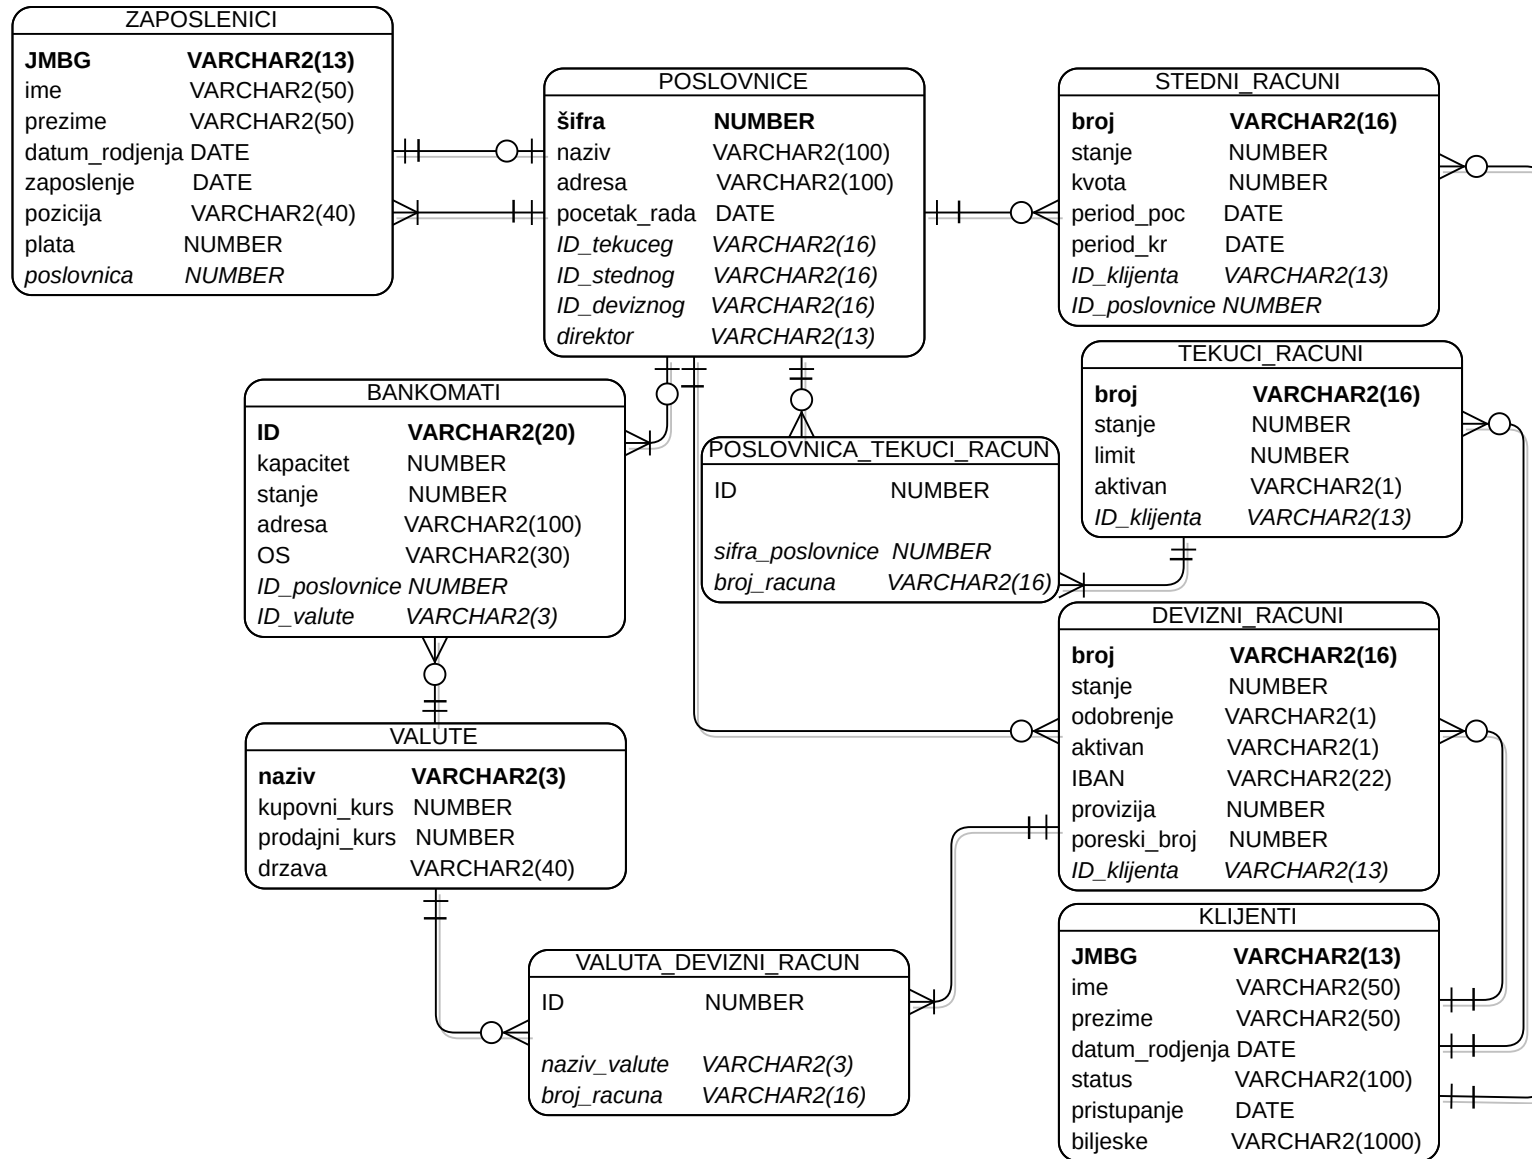 ZAPOSLENICI
JMBG VARCHAR2(13)
ime VARCHAR2(50)
prezime VARCHAR2(50)
datum_rodjenja DATE
zaposlenje DATE
pozicija VARCHAR2(40)
plata NUMBER
poslovnica NUMBER
POSLOVNICE
šifra NUMBER
naziv VARCHAR2(100)
adresa VARCHAR2(100)
pocetak_rada DATE
ID_tekuceg VARCHAR2(16)
ID_stednog VARCHAR2(16)
ID_deviznog VARCHAR2(16)
direktor VARCHAR2(13)
STEDNI_RACUNI
broj VARCHAR2(16)
stanje NUMBER
kvota NUMBER
period_poc DATE
period_kr DATE
ID_klijenta VARCHAR2(13)
ID_poslovnice NUMBER
BANKOMATI
ID VARCHAR2(20)
kapacitet NUMBER
stanje NUMBER
adresa VARCHAR2(100)
OS VARCHAR2(30)
ID_poslovnice NUMBER
ID_valute VARCHAR2(3)
POSLOVNICA_TEKUCI_RACUN
ID NUMBER
sifra_poslovnice NUMBER
broj_racuna VARCHAR2(16)
TEKUCI_RACUNI
broj VARCHAR2(16)
stanje NUMBER
limit NUMBER
aktivan VARCHAR2(1)
ID_klijenta VARCHAR2(13)
DEVIZNI_RACUNI
broj VARCHAR2(16)
stanje NUMBER
odobrenje VARCHAR2(1)
aktivan VARCHAR2(1)
IBAN VARCHAR2(22)
provizija NUMBER
poreski_broj NUMBER
ID_klijenta VARCHAR2(13)
VALUTE
naziv VARCHAR2(3)
kupovni_kurs NUMBER
prodajni_kurs NUMBER
drzava VARCHAR2(40)
VALUTA_DEVIZNI_RACUN
ID NUMBER
naziv_valute VARCHAR2(3)
broj_racuna VARCHAR2(16)
KLIJENTI
JMBG VARCHAR2(13)
ime VARCHAR2(50)
prezime VARCHAR2(50)
datum_rodjenja DATE
status VARCHAR2(100)
pristupanje DATE
biljeske VARCHAR2(1000)